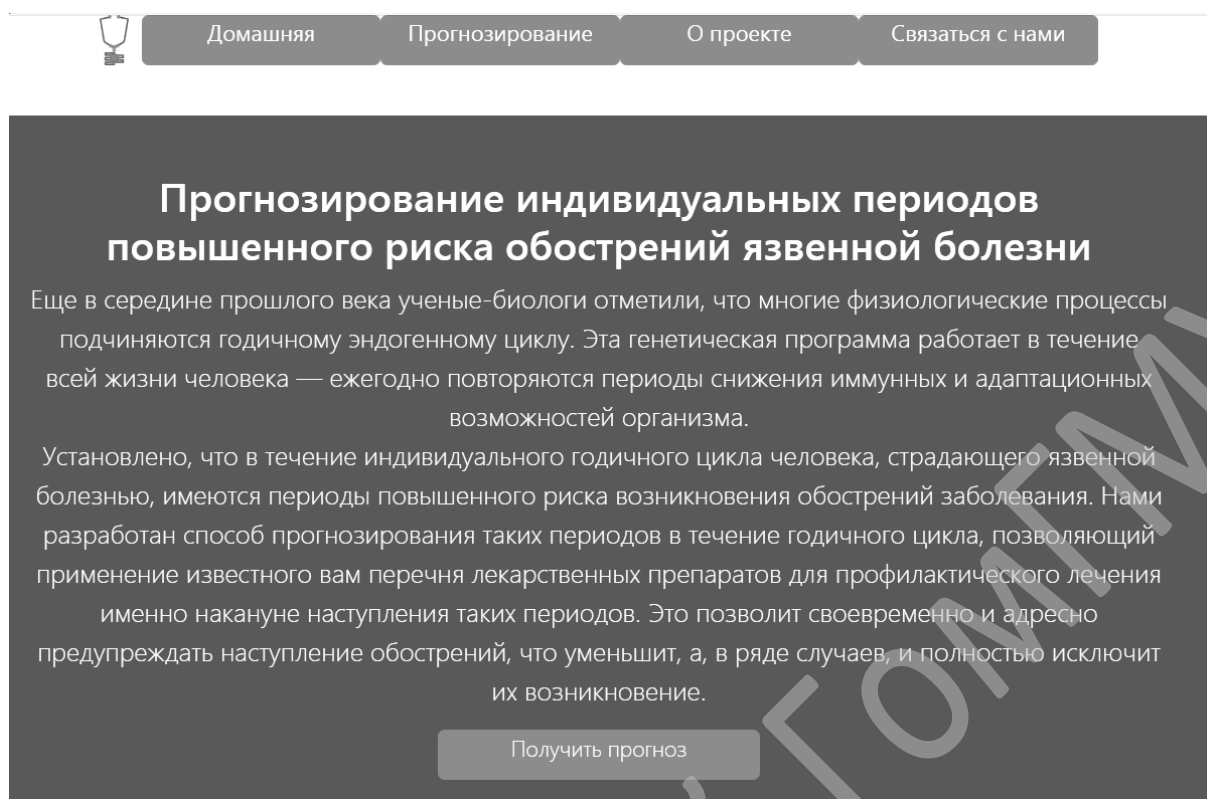 Домашняя Прогнозирование О проекте Связаться с нами
Прогнозирование индивидуальных периодов
повышенного риска обострений язвенной болезни
Еще в середине прошлого века ученые-биологи отметили, что многие физиологические процессы
подчиняются годичному эндогенному циклу. Эта генетическая программа работает в течение
всей жизни человека — ежегодно повторяются периоды снижения иммунных и адаптационных
возможностей организма.
Установлено, что в течение индивидуального годичного цикла человека, страдающего язвенной
болезнью, имеются периоды повышенного риска возникновения обострений заболевания. Нами
разработан способ прогнозирования таких периодов в течение годичного цикла, позволяющий
применение известного вам перечня лекарственных препаратов для профилактического лечения
именно накануне наступления таких периодов. Это позволит своевременно и адресно
предупреждать наступление обострений, что уменьшит, а, в ряде случаев, и полностью исключит
их возникновение.
Получить прогноз